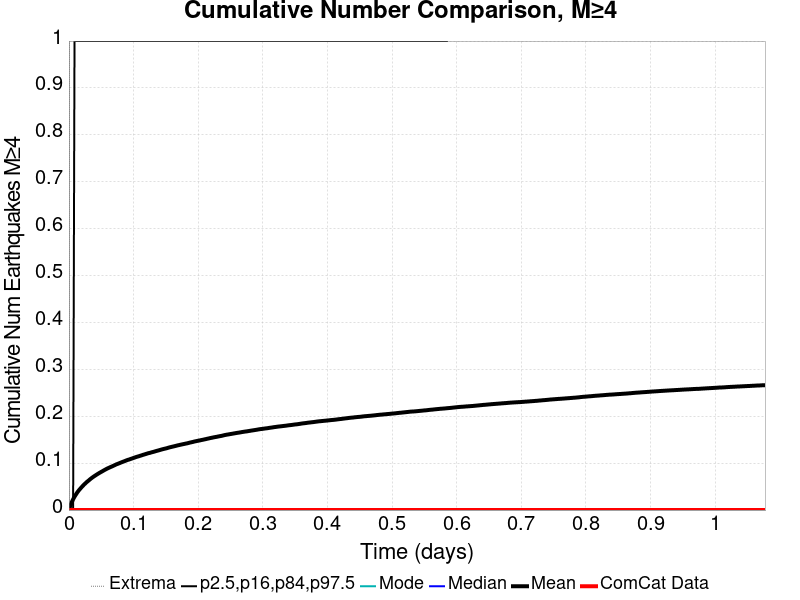 Cumulative Number Comparison, M≥4
Cumulative Num Earthquakes M≥4
1
0.9
0.8
0.7
0.6
0.5
0.4
0.3
0.2
0.1
0
0 0.1 0.2 0.3 0.4 0.5 0.6 0.7 0.8 0.9 1
Time (days)
Extrema p2.5,p16,p84,p97.5 Mode Median Mean ComCat Data